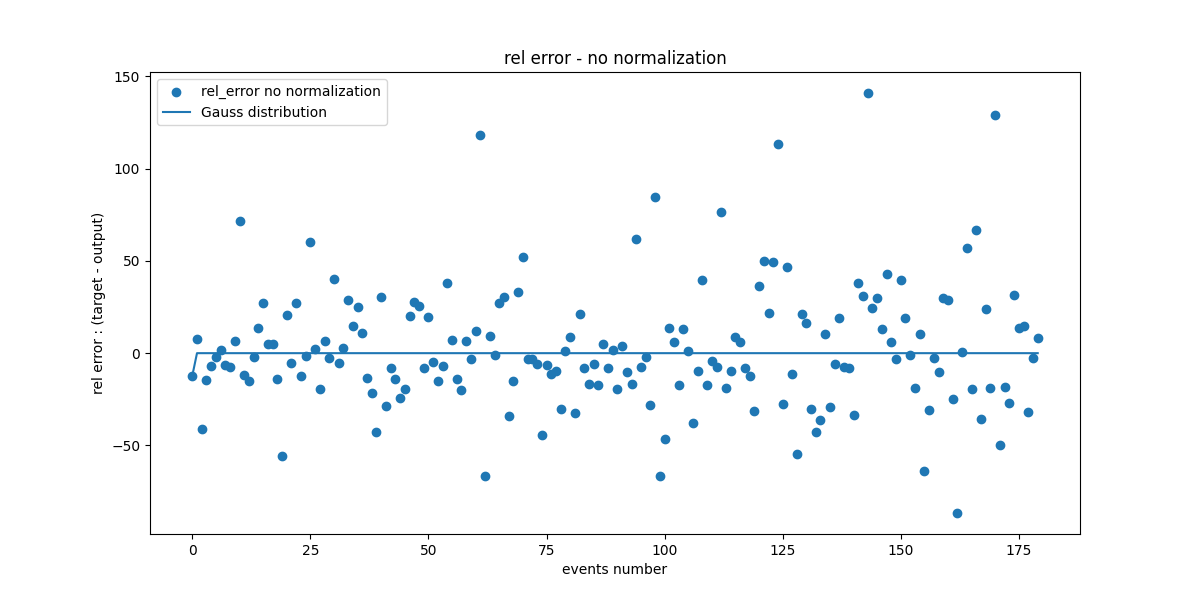 rel error - no normalization
rel_error no normalization
Gauss distribution
rel error : (target - output)
150
100
50
0
−50
0 25 50 75 100 125 150 175
events number